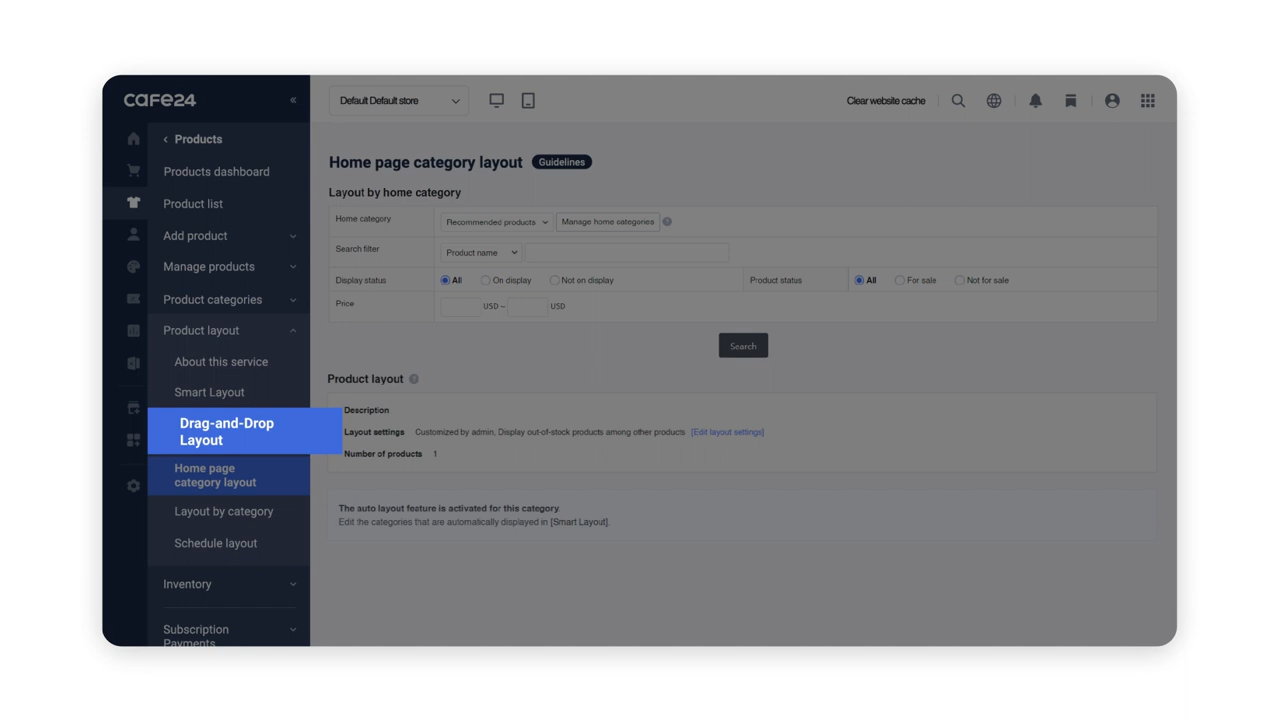 CAFE24
«
Default Default store
Clear website cache
‹ Products
Products dashboard
Product list
Add product
Manage products
Product categories
Product layout
About this service
Smart Layout
Drag-and-Drop
Layout
Home page
category layout
Layout by category
Schedule layout
Inventory
Subscription
Payments
Home page category layout Guidelines
Layout by home category
Home category Recommended products Manage home categories ?
Search filter Product name
Display status All On display Not on display Product status All For sale Not for sale
Price USD ~ USD
Search
Product layout ?
Description
Layout settings Customized by admin, Display out-of-stock products among other products [Edit layout settings]
Number of products 1
The auto layout feature is activated for this category.
Edit the categories that are automatically displayed in [Smart Layout].